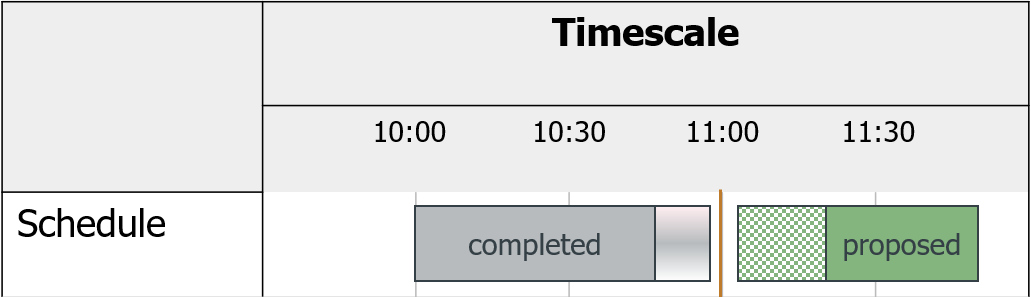 Timescale
10:00 10:30 11:00 11:30
Schedule
completed
proposed